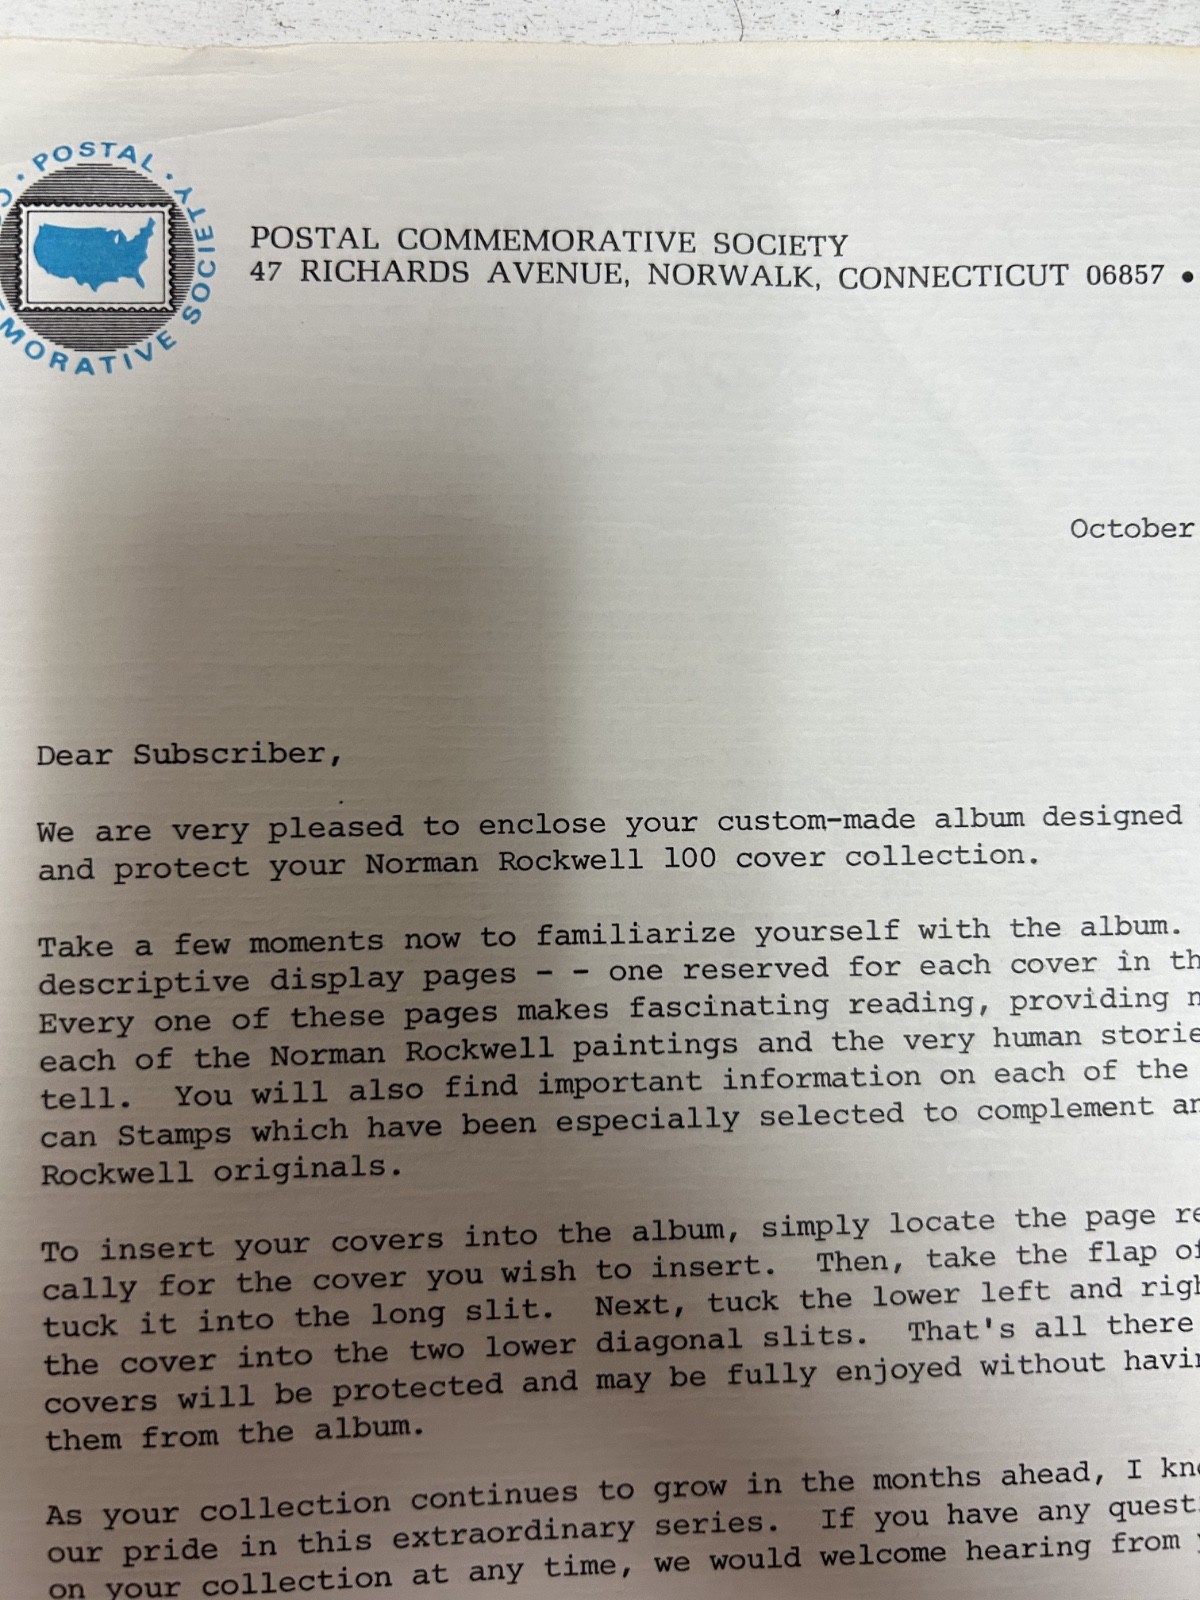 POSTAL
SOCIETY
POSTAL COMMEMORATIVE SOCIETY
47 RICHARDS AVENUE, NORWALK, CONNECTICUT 06857 •
October
Dear Subscriber,
We are very pleased to enclose your custom-made album designed
and protect your Norman Rockwell 100 cover collection.
Take a few moments now to familiarize yourself with the album.
descriptive display pages - - one reserved for each cover in
Every one of these pages makes fascinating reading, providing
each of the Norman Rockwell paintings and the very human
tell. You will also find important information on each of the
can Stamps which have been especially selected to complement
Rockwell originals.
To insert your covers into the album, simply locate the page
cally for the cover you wish to insert. Then, take the flap
tuck it into the long slit. Next, tuck the lower left and
the cover into the two lower diagonal slits. That's all there
covers will be protected and may be fully enjoyed without
them from the album.
As your collection continues to grow in the months ahead, I
our pride in this extraordinary series. If you have any
on your collection at any time, we would welcome hearing from